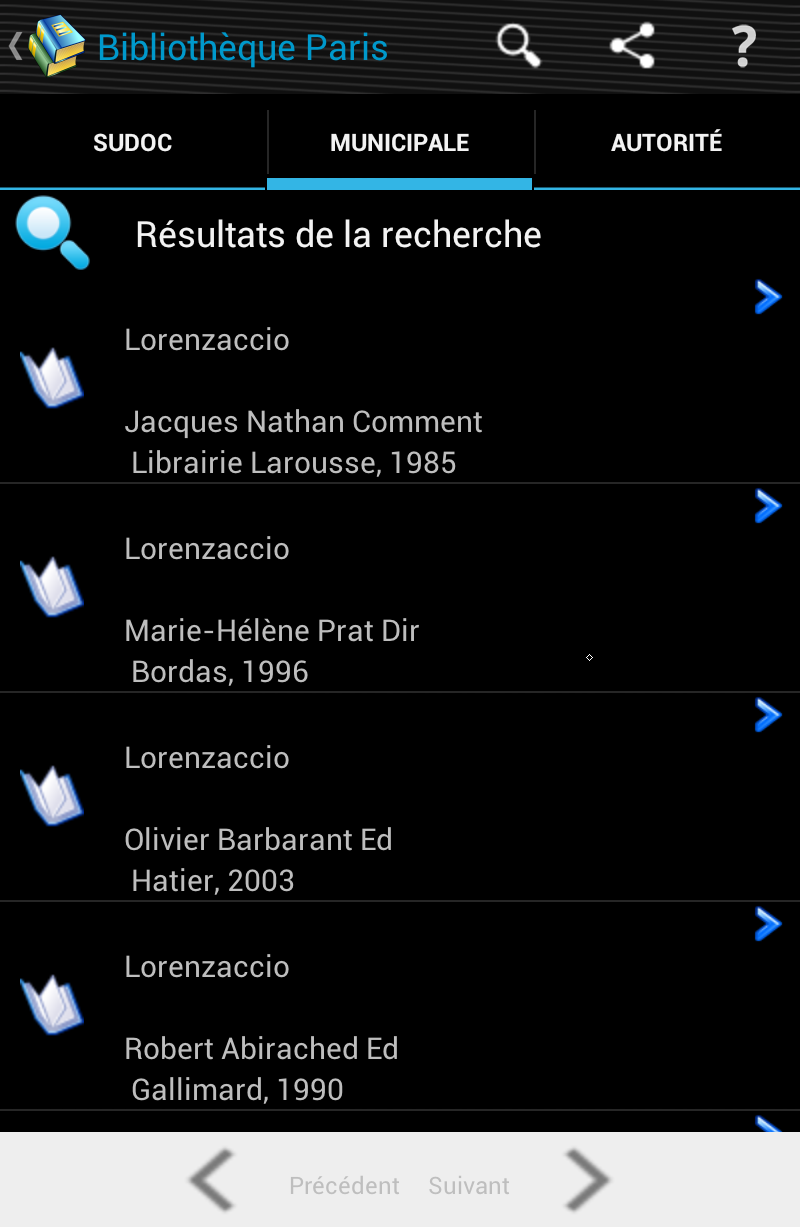 Bibliothèque Paris
?
SUDOC MUNICIPALE AUTORITÉ
Résultats de la recherche
Lorenzaccio
Jacques Nathan Comment
Librairie Larousse, 1985
Lorenzaccio
Marie-Hélène Prat Dir
Bordas, 1996
Lorenzaccio
Olivier Barbarant Ed
Hatier, 2003
Lorenzaccio
Robert Abirached Ed
Gallimard, 1990
Précédent Suivant